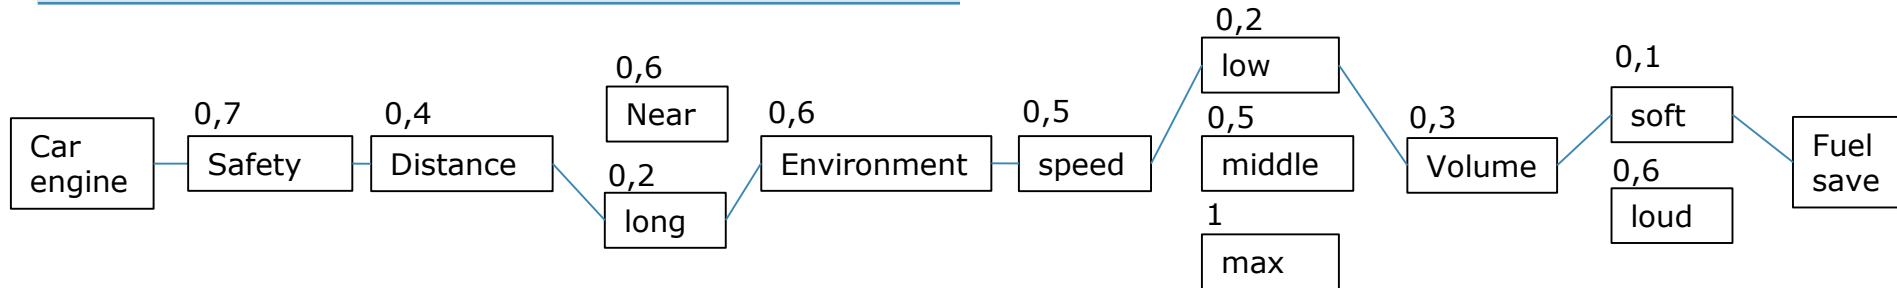 Car
engine
0,7
Safety
0,4
Distance
0,6
Near
0,2
long
0,6
Environment
0,5
speed
0,2
low
0,5
middle
1
max
0,3
Volume
0,1
soft
0,6
loud
Fuel
save